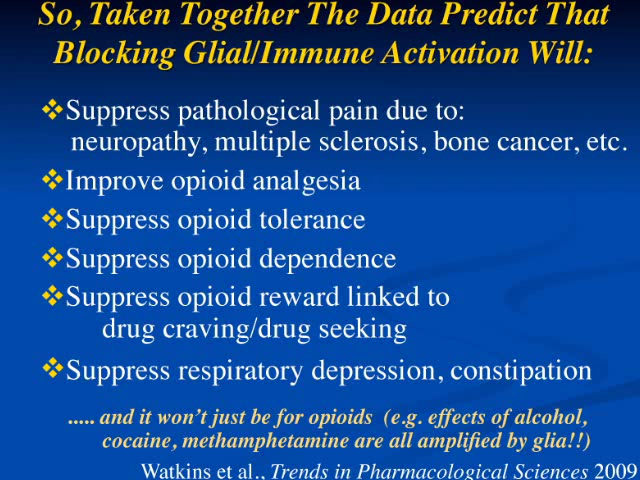 So, Taken Together The Data Predict That
Blocking Glial/Immune Activation Will:
❖Suppress pathological pain due to:
neuropathy, multiple sclerosis, bone cancer, etc.
❖Improve opioid analgesia
❖Suppress opioid tolerance
❖Suppress opioid dependence
❖Suppress opioid reward linked to
drug craving/drug seeking
❖Suppress respiratory depression, constipation
..... and it won’t just be for opioids (e.g. effects of alcohol,
cocaine, methamphetamine are all amplified by glia!!)
Watkins et al., Trends in Pharmacological Sciences 2009